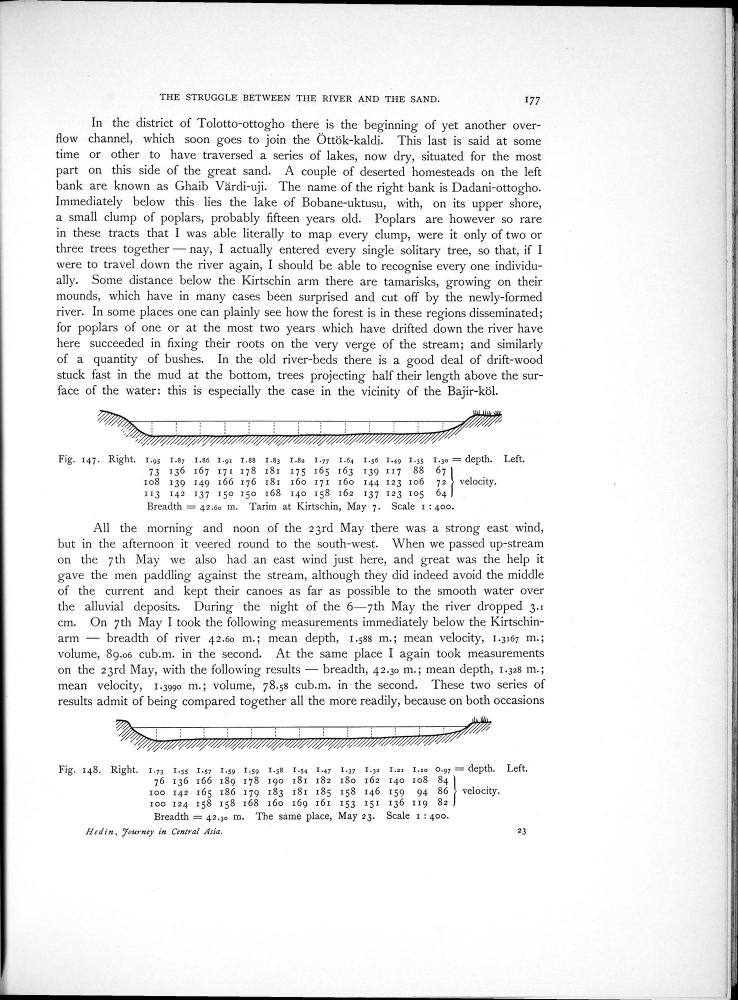 THE STRUGGLE BETWEEN THE RIVER AND THE SAND. 177
In the district of Tolotto-ottogho there is the beginning of yet another over-
flow channel, which soon goes to join the Öttök-kaldi. This last is said at some
time or other to have traversed a series of lakes, now dry, situated for the most
part on this side of the great sand. A couple of deserted homesteads on the left
bank are known as Ghaib Värdi-uji. The name of the right bank is Dadani-ottogho.
Immediately below this lies the lake of Bobane-uktusu, with, on its upper shore,
a small clump of poplars, probably fifteen years old. Poplars are however so rare
in these tracts that I was able literally to map every clump, were it only of two or
three trees together — nay, I actually entered every single solitary tree, so that, if I
were to travel down the river again, I should be able to recognise every one individu-
ally. Some distance below the Kirtschin arm there are tamarisks, growing on their
mounds, which have in many cases been surprised and cut off by the newly-formed
river. In some places one can plainly see how the forest is in these regions disseminated;
for poplars of one or at the most two years which have drifted down the river have
here succeeded in fixing their roots on the very verge of the stream; and similarly
of a quantity of bushes. In the old river-beds there is a good deal of drift-wood
stuck fast in the mud at the bottom, trees projecting half their length above the sur-
face of the water: this is especially the case in the vicinity of the Bajir-köl.
Fig. 147. Right. 1.95 1.87 1.86 1.91 1.88 1.83 1.82 1.77 1.64 1.56 1.49 1.35 1.30 = depth. Left.
73 136 167 171 178 181 175 165 163 139 117 88 67
108 139 149 166 176 181 160 171 160 144 123 106 72 velocity.
113 142 137 150 150 168 140 158 162 137 123 105 64
Breadth = 42.60 m. Tarim at Kirtschin, May 7. Scale 1 : 400.
All the morning and noon of the 23rd May there was a strong east wind,
but in the afternoon it veered round to the south-west. When we passed up-stream
on the 7th May we also had an east wind just here, and great was the help it
gave the men paddling against the stream, although they did indeed avoid the middle
of the current and kept their canoes as far as possible to the smooth water over
the alluvial deposits. During the night of the 6—7th May the river dropped 3.1
cm. On 7th May I took the following measurements immediately below the Kirtschin-
arm — breadth of river 42.60 m.; mean depth, 1.588 m.; mean velocity, 1.3167 m.;
volume, 89.06 cub.m. in the second. At the same place I again took measurements
on the 23rd May, with the following results — breadth, 42.30 m.; mean depth, 1.328 m.;
mean velocity, 1.3990 m.; volume, 78.58 cub.m. in the second. These two series of
results admit of being compared together all the more readily, because on both occasions
Fig. 148. Right. 1.73 1.55 1.57 1.59 1.59 1.58 1.54 1.47 1.37 1.32 1.21 1.10 0.97 = depth. Left.
76 136 166 189 178 190 181 182 180 162 140 108 84
100 142 165 186 179 183 181 185 158 146 159 94 86 velocity.
100 124 158 158 168 160 169 161 153 151 136 119 82
Breadth = 42.30 m. The same place, May 23. Scale 1 : 400.
Hedin, Journey in Central Asia. 23